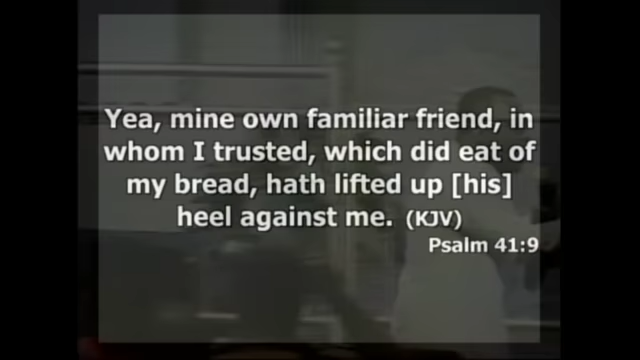 Yea, mine own familiar friend, in
whom I trusted, which did eat of
my bread, hath lifted up [his]
heel against me. (KJV)
Psalm 41:9